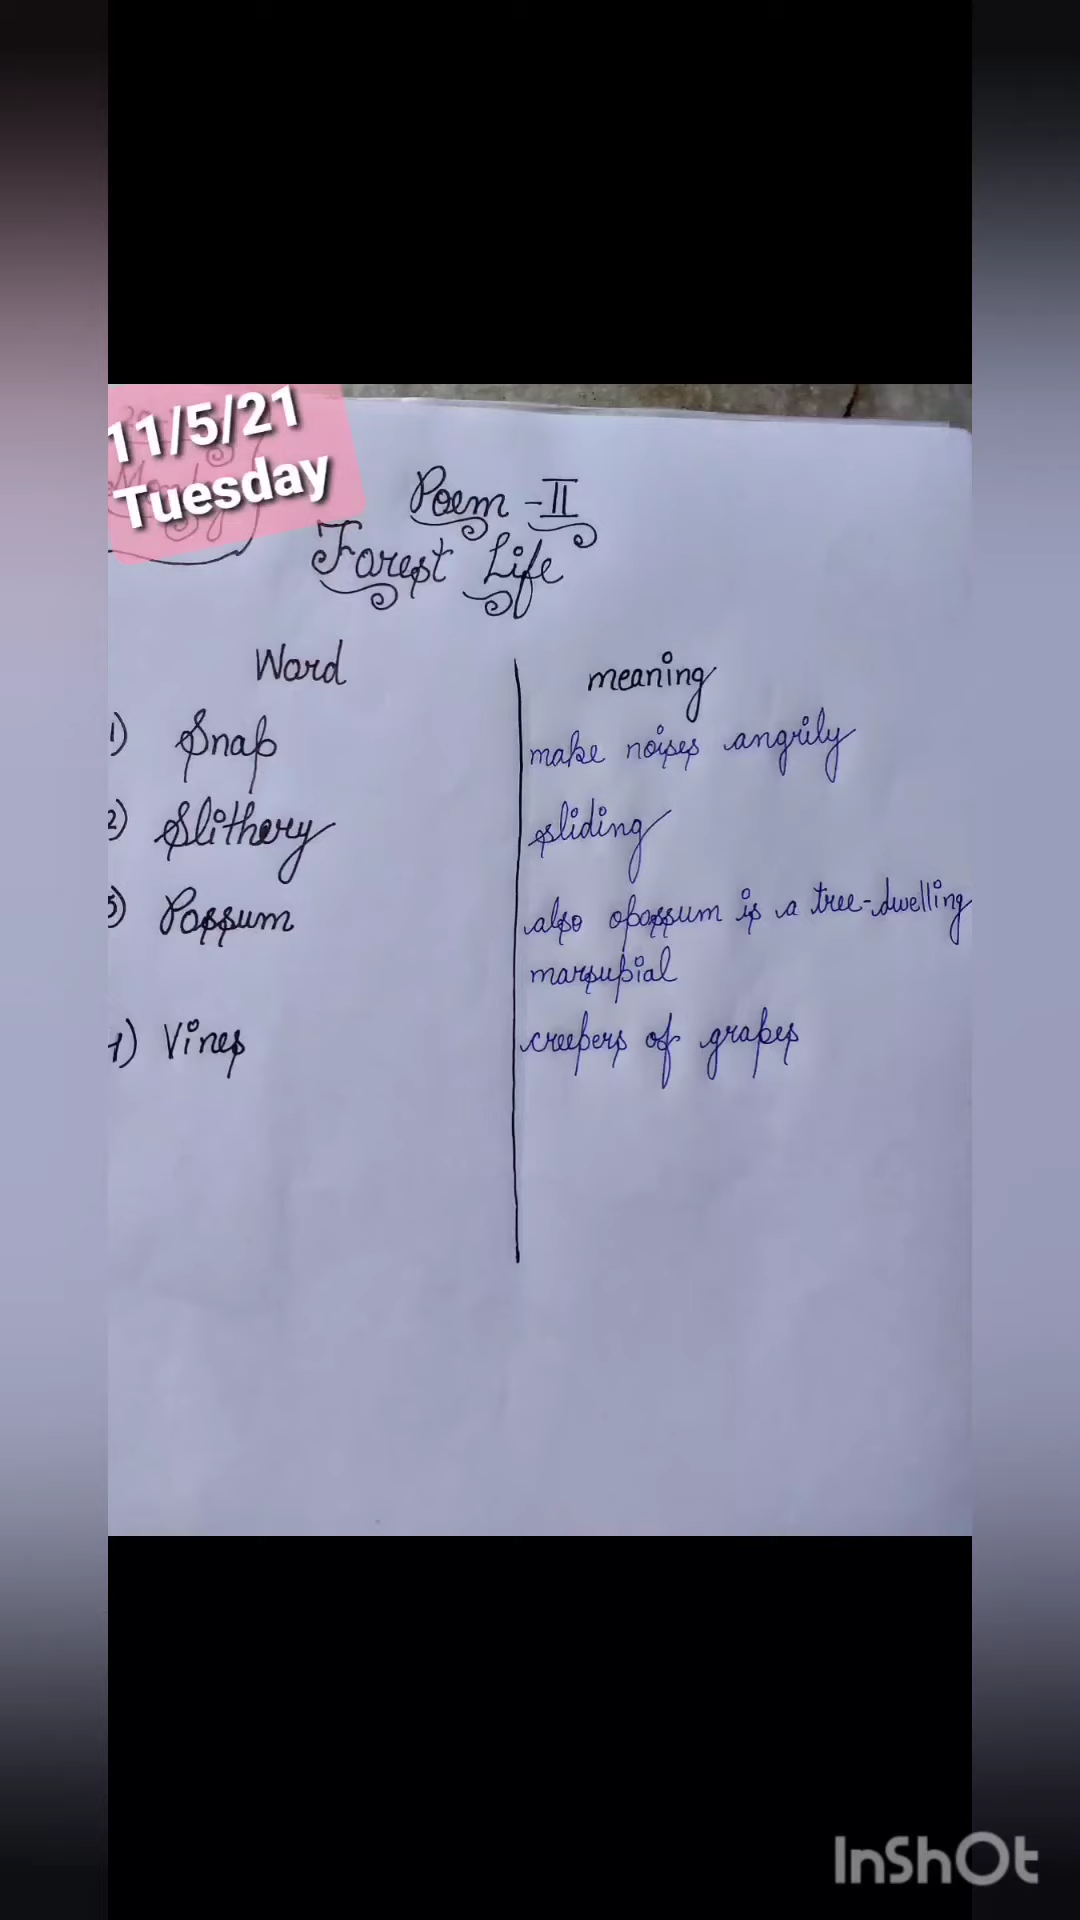 11/5/21
Tuesday
Poem - II
Forest Life
Word
meaning
1) Snap
make noises angrily
2) Slithery
sliding
3) Possum
also opossum is a tree-dwelling
marsupial
4) Vines
creepers of grapes
InShOt